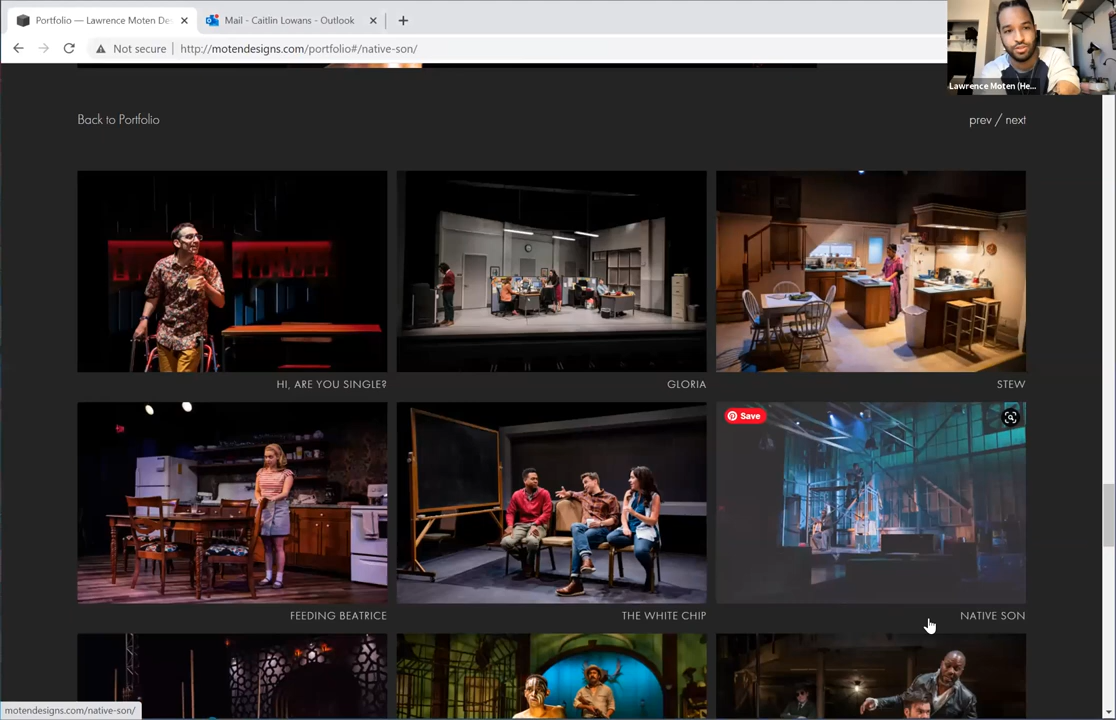 Portfolio — Lawrence Moten De
Mail - Caitlin Lowans - Outlook
Not secure
http://motendesigns.com/portfolio#/native-son/
Lawrence Moten (He...
Back to Portfolio
prev / next
HI, ARE YOU SINGLE?
GLORIA
STEW
Save
FEEDING BEATRICE
THE WHITE CHIP
NATIVE SON
motendesigns.com/native-son/